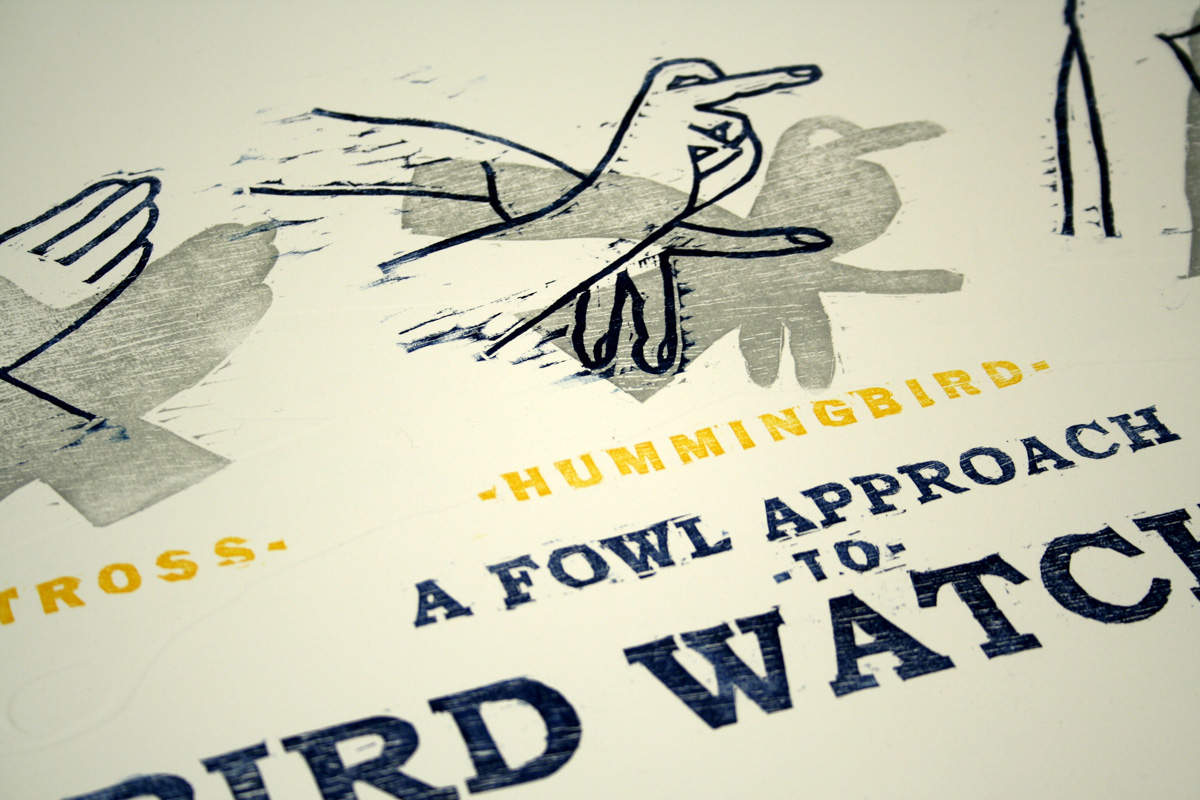 -HUMMINGBIRD-
TROSS-
A FOWL APPROACH
-TO-
BIRD WATCH